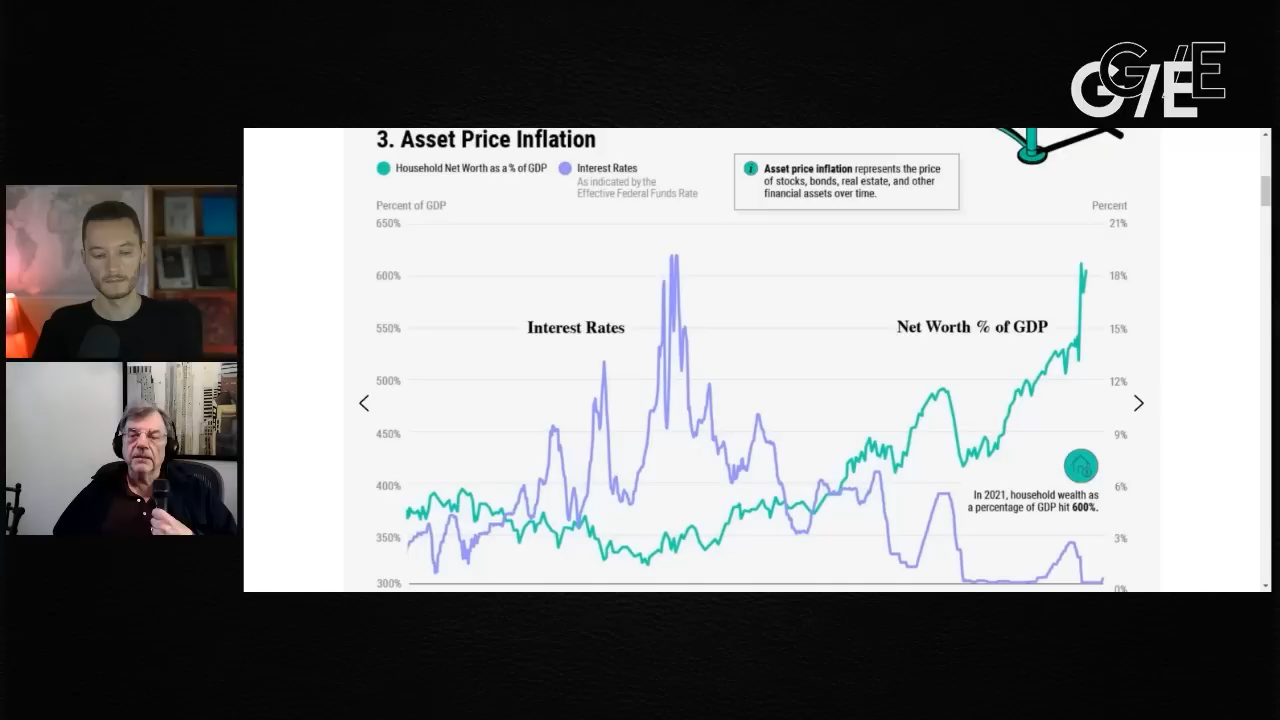 G/E
G/E
3. Asset Price Inflation
Household Net Worth as a % of GDP
Interest Rates
As indicated by the
Effective Federal Funds Rate
i
Asset price inflation represents the price
of stocks, bonds, real estate, and other
financial assets over time.
Percent of GDP
Percent
650%
21%
600%
18%
550%
Interest Rates
Net Worth % of GDP
15%
500%
12%
450%
9%
400%
6%
In 2021, household wealth as
a percentage of GDP hit 600%.
350%
3%
300%
0%